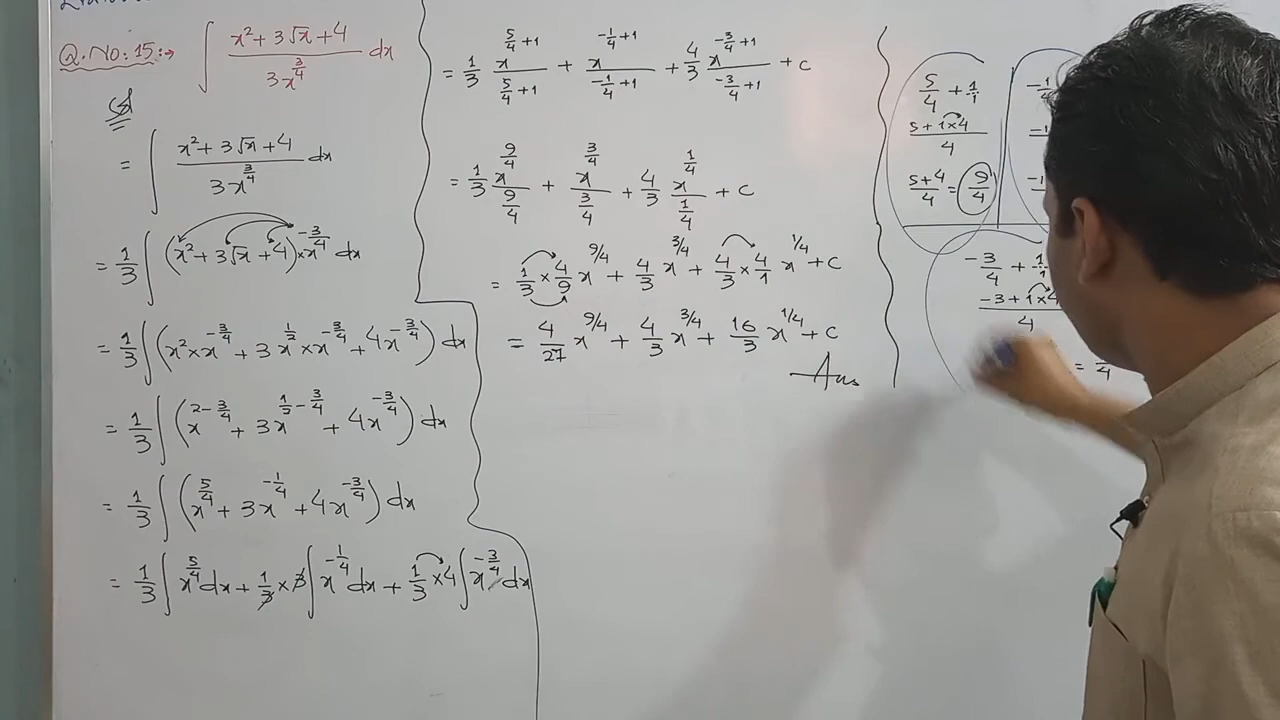 Q.No: 15:→ ∫ (x² + 3√x + 4)/(3x^(3/4)) dx
Sol
= ∫ (x² + 3√x + 4)/(3x^(3/4)) dx
= 1/3 ∫ (x² + 3√x + 4) × x^(-3/4) dx
= 1/3 ∫ (x² × x^(-3/4) + 3x^(1/2) × x^(-3/4) + 4x^(-3/4)) dx
= 1/3 ∫ (x^(2 - 3/4) + 3x^(1/2 - 3/4) + 4x^(-3/4)) dx
= 1/3 ∫ (x^(5/4) + 3x^(-1/4) + 4x^(-3/4)) dx
= 1/3 ∫ x^(5/4) dx + 1/3 × 3 ∫ x^(-1/4) dx + 1/3 × 4 ∫ x^(-3/4) dx
= 1/3 x^(5/4 + 1)/(5/4 + 1) + x^(-1/4 + 1)/(-1/4 + 1) + 4/3 x^(-3/4 + 1)/(-3/4 + 1) + c
= 1/3 x^(9/4)/(9/4) + x^(3/4)/(3/4) + 4/3 x^(1/4)/(1/4) + c
= 1/3 × 4/9 x^(9/4) + 4/3 x^(3/4) + 4/3 × 4/1 x^(1/4) + c
= 4/27 x^(9/4) + 4/3 x^(3/4) + 16/3 x^(1/4) + c
Ans
5/4 + 1/1
(5 + 1×4)/4
(5+4)/4 = 9/4
-3/4 + 1/1
(-3 + 1×4)/4